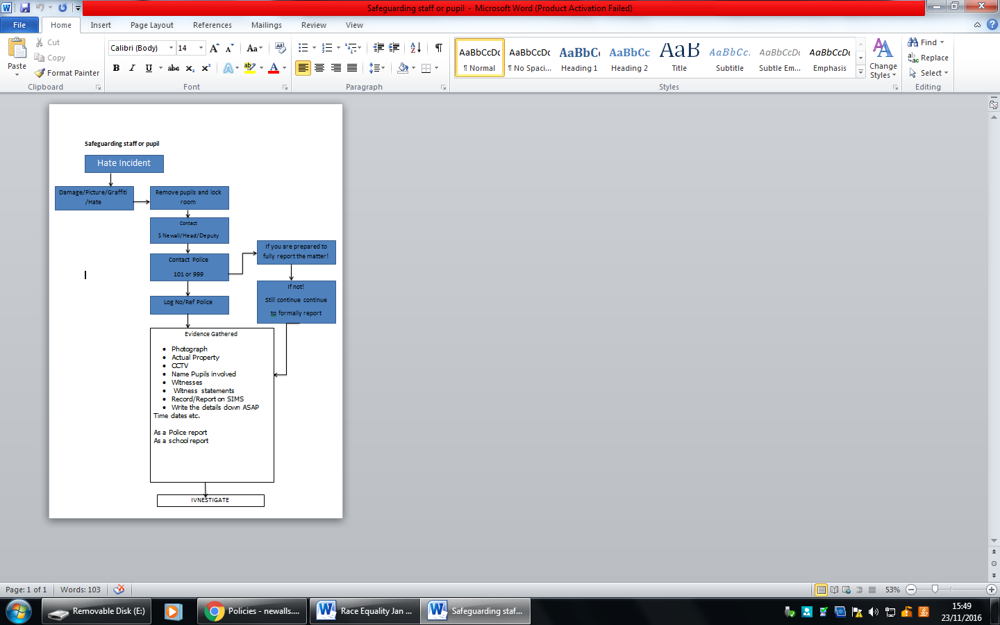 Safeguarding staff or pupil - Microsoft Word (Product Activation Failed)
File Home Insert Page Layout References Mailings Review View
Paste
Cut
Copy
Format Painter
Clipboard
Calibri (Body) 14
Font
Paragraph
AaBbCcDc AaBbCcDc AaBbCc AaBbCc AaB AaBbCc. AaBbCcDc AaBbCcDc
¶ Normal ¶ No Spaci... Heading 1 Heading 2 Title Subtitle Subtle Em... Emphasis
Change
Styles
Styles
Find
Replace
Select
Editing
Safeguarding staff or pupil
Hate Incident
Damage/Picture/Graffiti
/Hate
Remove pupils and lock
room
Contact
S Newall/Head/Deputy
Contact Police
101 or 999
If you are prepared to
fully report the matter!
If not!
Still continue continue
to formally report
Log No/Ref Police
Evidence Gathered
• Photograph
• Actual Property
• CCTV
• Name Pupils involved
• Witnesses
• Witness statements
• Record/Report on SIMS
• Write the details down ASAP
Time dates etc.
As a Police report
As a school report
IVNESTIGATE
Page: 1 of 1 Words: 103 53%
Removable Disk (E:) Policies - newalls.... Race Equality Jan ... Safeguarding staf...
15:49
23/11/2016